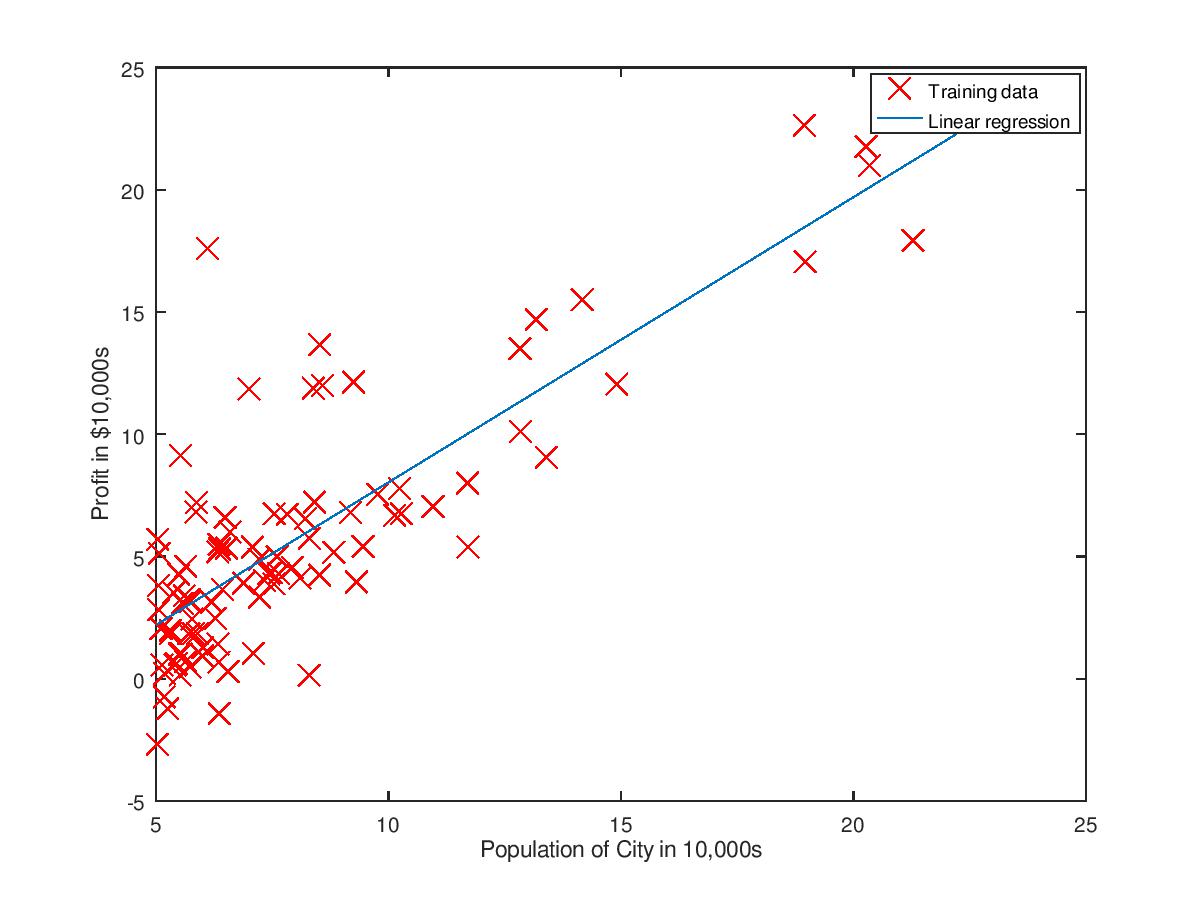 25
20
15
10
5
0
-5
Profit in $10,000s
Training data
Linear regression
5 10 15 20 25
Population of City in 10,000s